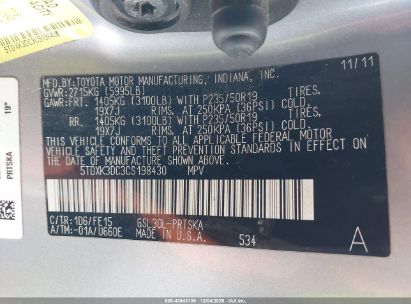 MFD.BY:TOYOTA MOTOR MANUFACTURING, INDIANA, INC. 11/11
GVWR: 2715KG (5995LB)
GAWR:FRT. 1405KG (3100LB) WITH P235/50R19 TIRES,
19X7J RIMS, AT 250KPA (36PSI) COLD.
RR. 1405KG (3100LB) WITH P235/50R19 TIRES,
19X7J RIMS, AT 250KPA (36PSI) COLD.
THIS VEHICLE CONFORMS TO ALL APPLICABLE FEDERAL MOTOR
VEHICLE SAFETY, AND THEFT PREVENTION STANDARDS IN
EFFECT ON THE DATE OF MANUFACTURE SHOWN ABOVE.
5TDXK3DC3CS198430 MPV
C/TR:1D6/FE15 GSL30L-PRTSKA
A/TM:-01A/U660E MADE IN U.S.A. 534 A
PRTSKA
19"